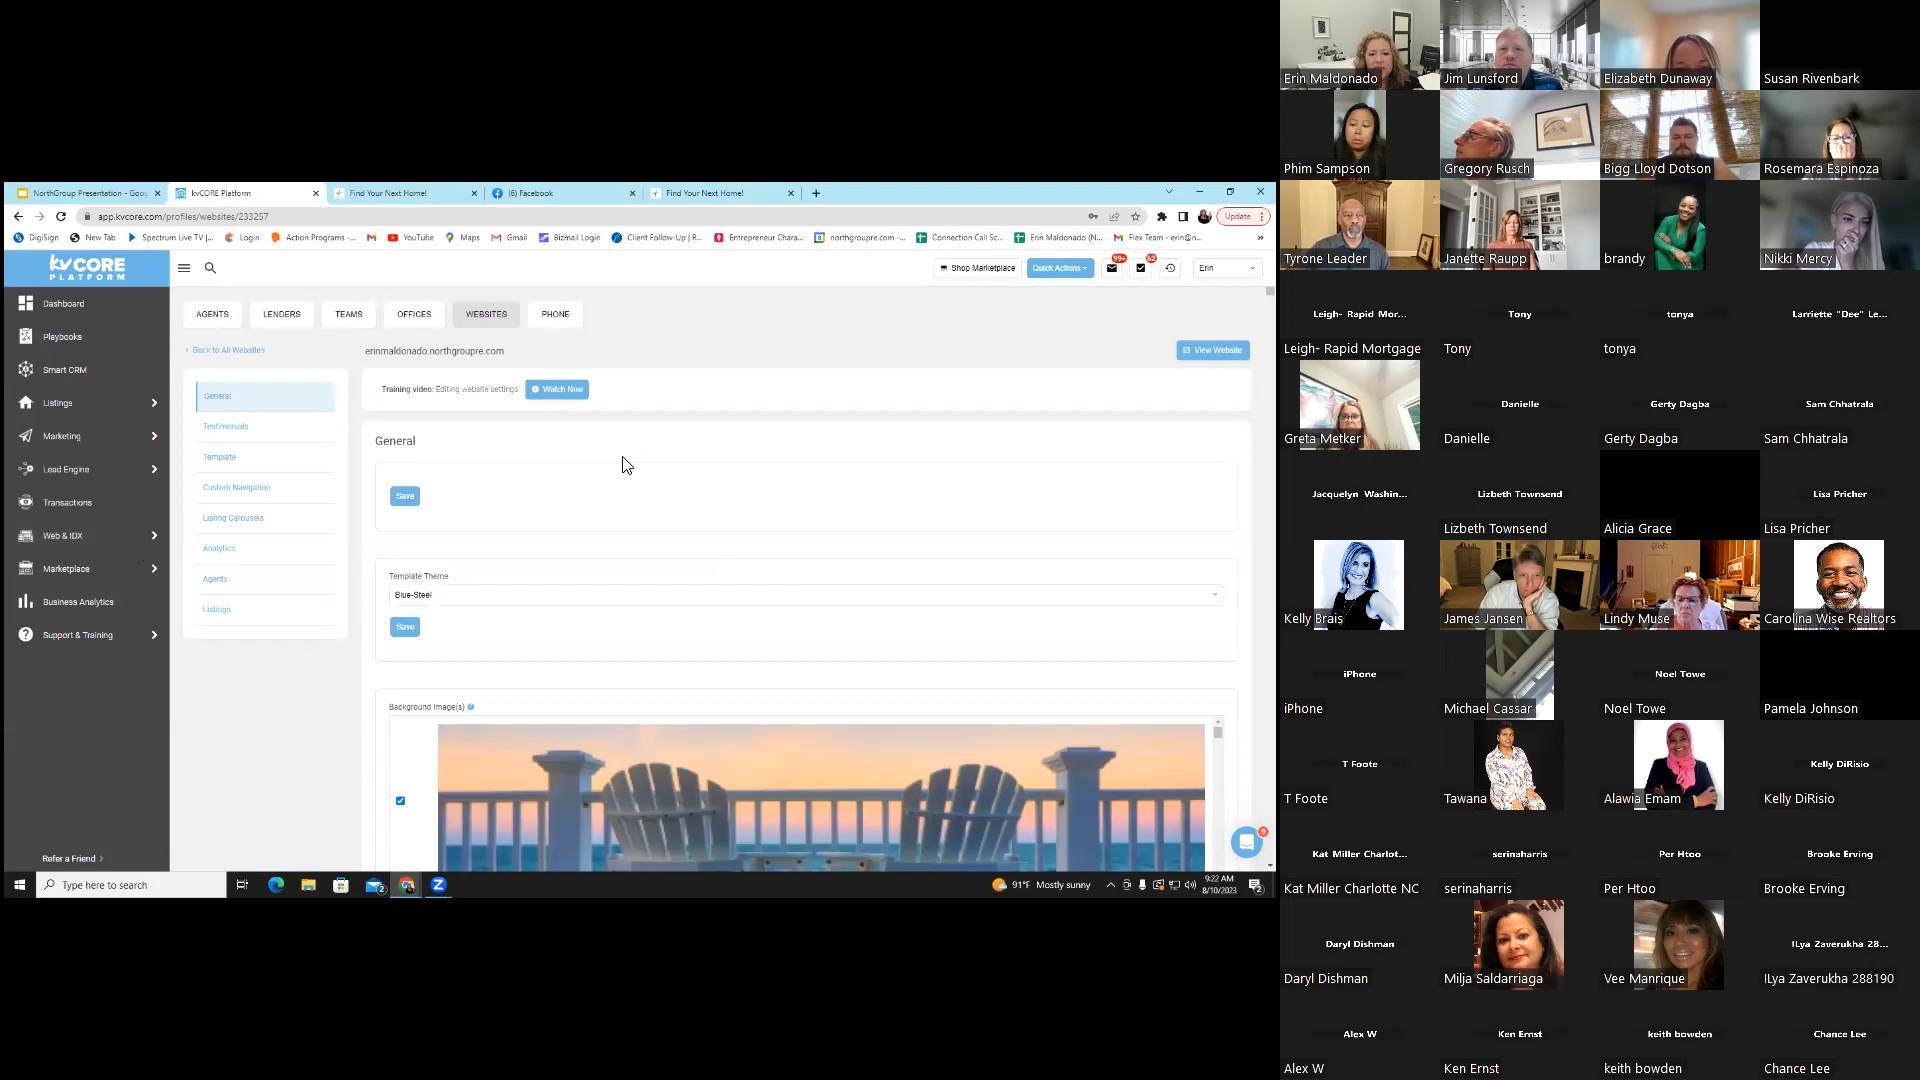 NorthGroup Presentation - Goog
kvCORE Platform
Find Your Next Home!
(6) Facebook
Find Your Next Home!
app.kvcore.com/profiles/websites/233257
Update
DigiSign
New Tab
Spectrum Live TV |...
Login
Action Programs -...
YouTube
Maps
Gmail
Bizmail Login
Client Follow-Up | R...
Entrepreneur Chara...
northgroupre.com -...
Connection Call Sc...
Erin Maldonado (N...
Flex Team - erin@n...
kvCORE
PLATFORM
Shop Marketplace
Quick Actions
99+
62
Erin
Dashboard
Playbooks
Smart CRM
Listings
Marketing
Lead Engine
Transactions
Web & IDX
Marketplace
Business Analytics
Support & Training
Refer a Friend
AGENTS
LENDERS
TEAMS
OFFICES
WEBSITES
PHONE
Back to All Websites
erinmaldonado.northgroupre.com
View Website
General
Testimonials
Template
Custom Navigation
Listing Carousels
Analytics
Agents
Listings
Training video: Editing website settings
Watch Now
General
Save
Template Theme
Blue-Steel
Save
Background Image(s)
9
Type here to search
2
91°F Mostly sunny
9:22 AM
8/10/2023
2
Erin Maldonado
Jim Lunsford
Elizabeth Dunaway
Susan Rivenbark
Phim Sampson
Gregory Rusch
Bigg Lloyd Dotson
Rosemara Espinoza
Tyrone Leader
Janette Raupp
brandy
Nikki Mercy
Leigh- Rapid Mor...
Tony
tonya
Larriette "Dee" Le...
Leigh- Rapid Mortgage
Tony
tonya
Danielle
Gerty Dagba
Sam Chhatrala
Greta Metker
Danielle
Gerty Dagba
Sam Chhatrala
Jacquelyn Washin...
Lizbeth Townsend
Lisa Pricher
Lizbeth Townsend
Alicia Grace
Lisa Pricher
Kelly Brais
James Jansen
Lindy Muse
Carolina Wise Realtors
iPhone
Noel Towe
iPhone
Michael Cassar
Noel Towe
Pamela Johnson
T Foote
Kelly DiRisio
T Foote
Tawana
Alawia Emam
Kelly DiRisio
Kat Miller Charlot...
serinaharris
Per Htoo
Brooke Erving
Kat Miller Charlotte NC
serinaharris
Per Htoo
Brooke Erving
Daryl Dishman
ILya Zaverukha 28...
Daryl Dishman
Milja Saldarriaga
Vee Manrique
ILya Zaverukha 288190
Alex W
Ken Ernst
keith bowden
Chance Lee
Alex W
Ken Ernst
keith bowden
Chance Lee